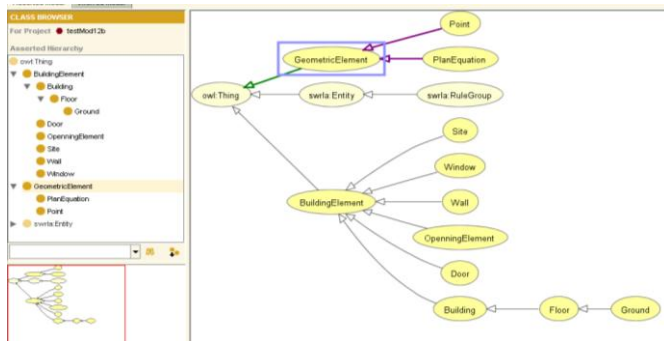 CLASS BROWSER
For Project testMod12b
Asserted Hierarchy
owl:Thing
BuildingElement
Building
Floor
Ground
Door
OpenningElement
Site
Wall
Window
GeometricElement
PlanEquation
Point
swrla:Entity
Point
GeometricElement
PlanEquation
owl:Thing
swrla:Entity
swrla:RuleGroup
Site
Window
BuildingElement
Wall
OpenningElement
Door
Building
Floor
Ground